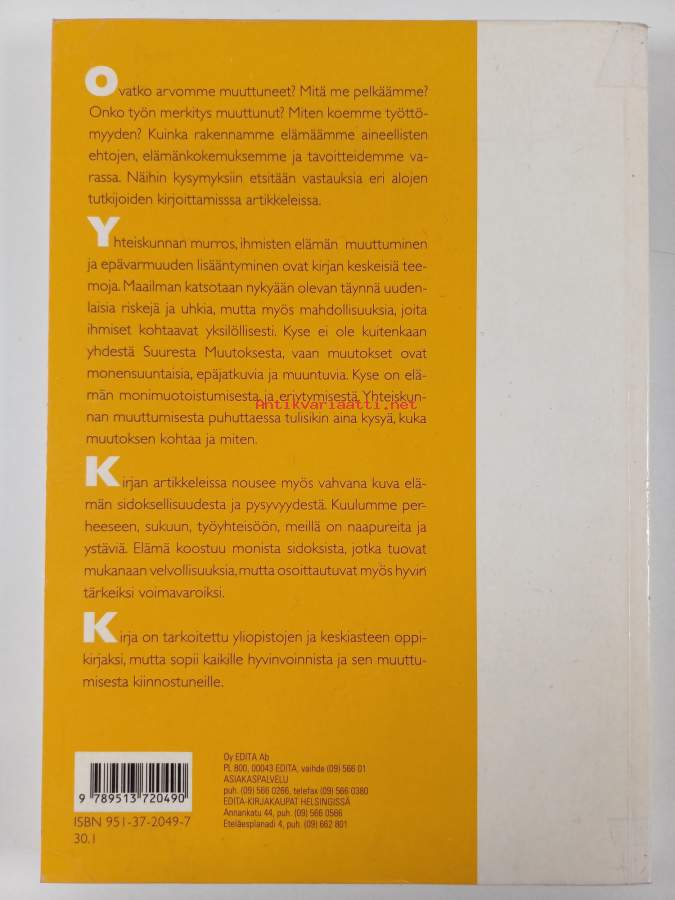 Ovatko arvomme muuttuneet? Mitä me pelkäämme?
Onko työn merkitys muuttunut? Miten koemme työttö-
myyden? Kuinka rakennamme elämäämme aineellisten
ehtojen, elämänkokemuksemme ja tavoitteidemme va-
rassa. Näihin kysymyksiin etsitään vastauksia eri alojen
tutkijoiden kirjoittamisssa artikkeleissa.
Yhteiskunnan murros, ihmisten elämän muuttuminen
ja epävarmuuden lisääntyminen ovat kirjan keskeisiä tee-
moja. Maailman katsotaan nykyään olevan täynnä uuden-
laisia riskejä ja uhkia, mutta myös mahdollisuuksia, joita
ihmiset kohtaavat yksilöllisesti. Kyse ei ole kuitenkaan
yhdestä Suuresta Muutoksesta, vaan muutokset ovat
monensuuntaisia, epäjatkuvia ja muuntuvia. Kyse on elä-
män monimuotoistumisesta ja eriytymisestä. Yhteiskun-
Antikvariaatti.net
nan muuttumisesta puhuttaessa tulisikin aina kysyä, kuka
muutoksen kohtaa ja miten.
Kirjan artikkeleissa nousee myös vahvana kuva elä-
män sidoksellisuudesta ja pysyvyydestä. Kuulumme per-
heeseen, sukuun, työyhteisöön, meillä on naapureita ja
ystäviä. Elämä koostuu monista sidoksista, jotka tuovat
mukanaan velvollisuuksia, mutta osoittautuvat myös hyvin
tärkeiksi voimavaroiksi.
Kirja on tarkoitettu yliopistojen ja keskiasteen oppi-
kirjaksi, mutta sopii kaikille hyvinvoinnista ja sen muuttu-
misesta kiinnostuneille.
9 789513 720490
ISBN 951-37-2049-7
30.1
Oy EDITA Ab
PL 800, 00043 EDITA, vaihde (09) 566 01
ASIAKASPALVELU
puh. (09) 566 0266, telefax (09) 566 0380
EDITA-KIRJAKAUPAT HELSINGISSÄ
Annankatu 44, puh. (09) 566 0566
Eteläesplanadi 4, puh. (09) 662 801